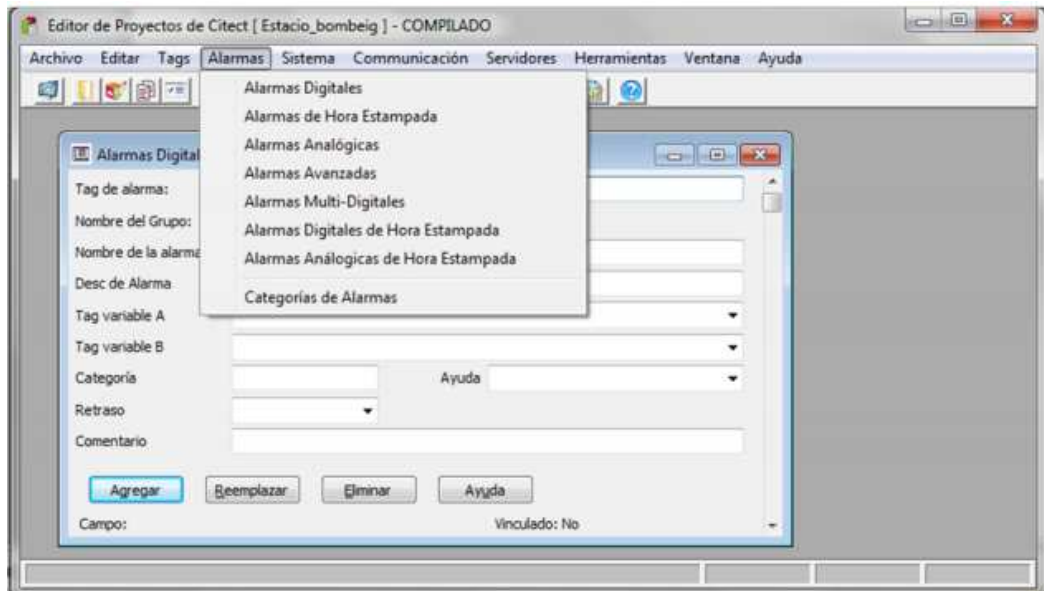 Editor de Proyectos de Citect [ Estacio_bombeig ] - COMPILADO
Archivo Editar Tags Alarmas Sistema Communicación Servidores Herramientas Ventana Ayuda
Alarmas Digitales
Alarmas de Hora Estampada
Alarmas Analógicas
Alarmas Avanzadas
Alarmas Multi-Digitales
Alarmas Digitales de Hora Estampada
Alarmas Análogicas de Hora Estampada
Categorías de Alarmas
Alarmas Digital
Tag de alarma:
Nombre del Grupo:
Nombre de la alarma
Desc de Alarma
Tag variable A
Tag variable B
Categoría Ayuda
Retraso
Comentario
Agregar Reemplazar Eliminar Ayuda
Campo: Vinculado: No